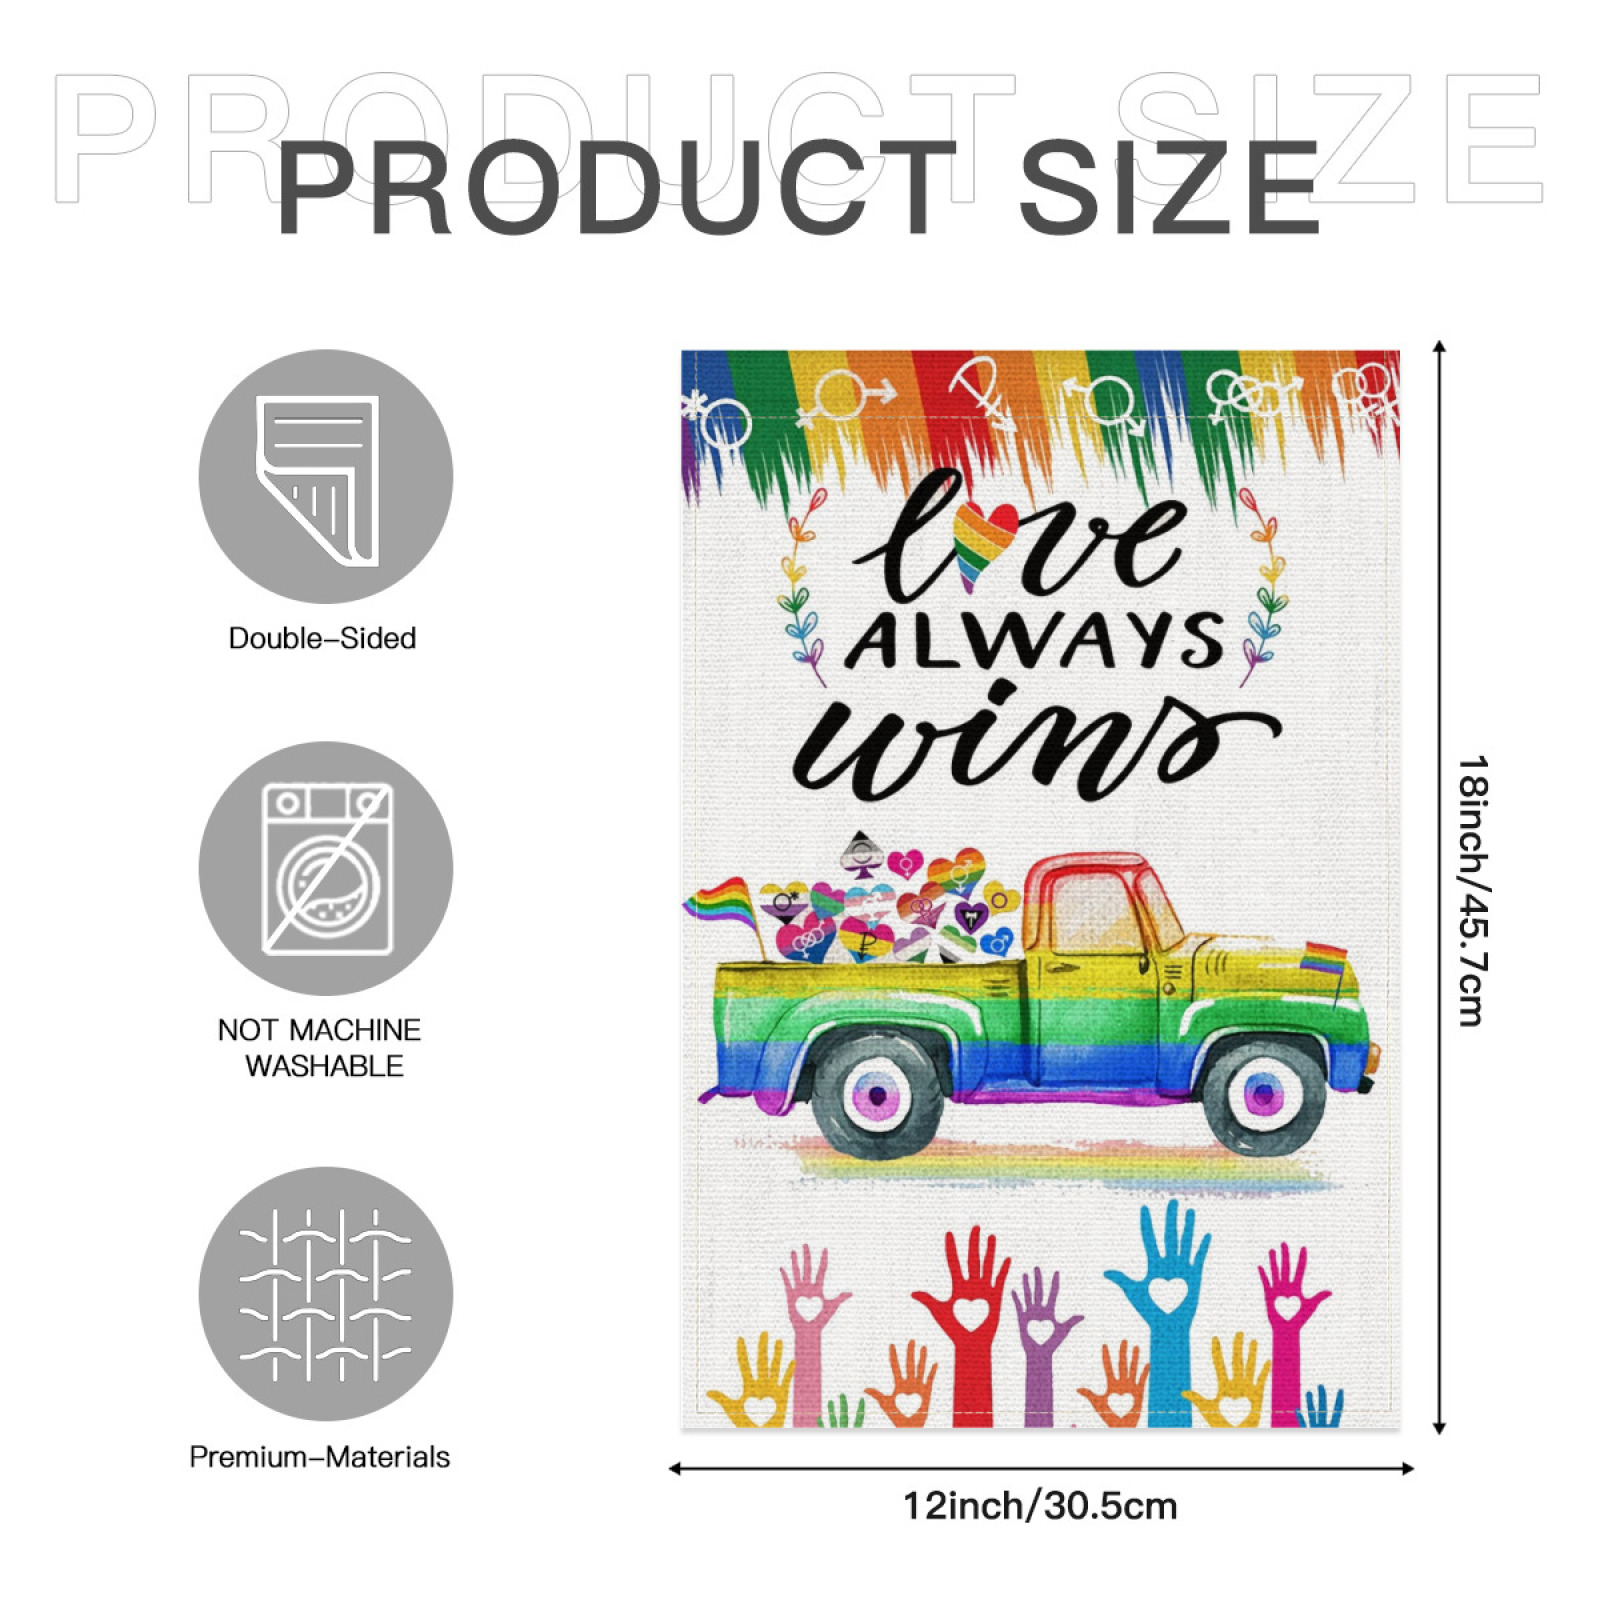 PRODUCT SIZE
PRODUCT SIZE
love
ALWAYS
wins
Double-Sided
NOT MACHINE
WASHABLE
Premium-Materials
18inch/45.7cm
12inch/30.5cm